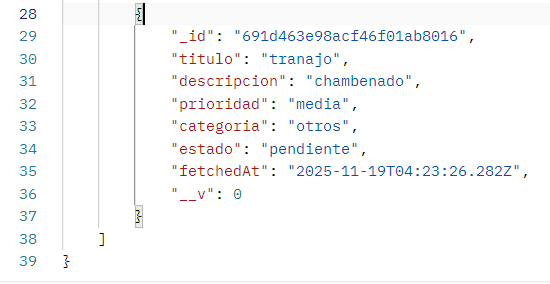 28 {
29 "_id": "691d463e98acf46f01ab8016",
30 "titulo": "tranajo",
31 "descripcion": "chambenado",
32 "prioridad": "media",
33 "categoria": "otros",
34 "estado": "pendiente",
35 "fetchedAt": "2025-11-19T04:23:26.282Z",
36 "__v": 0
37 }
38 ]
39 }